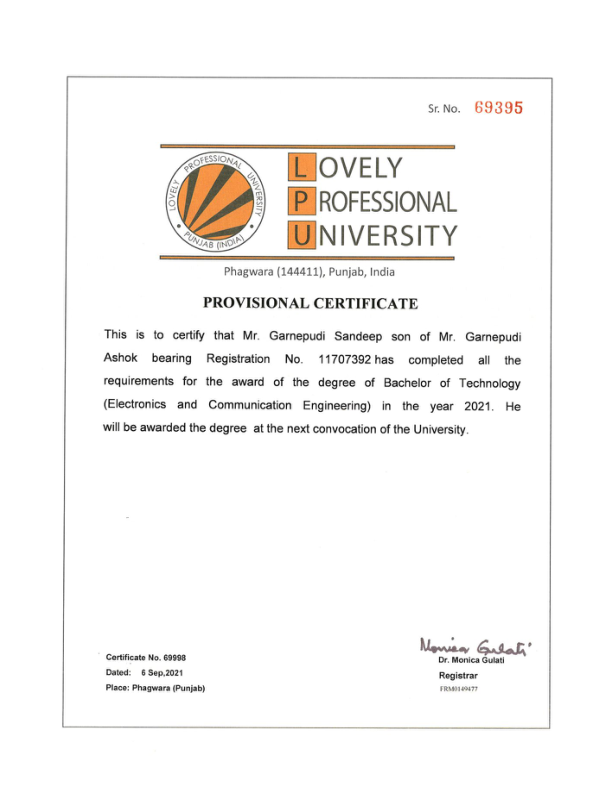 Sr. No. 69395
LOVELY PROFESSIONAL UNIVERSITY
PUNJAB (INDIA)
LOVELY
PROFESSIONAL
UNIVERSITY
Phagwara (144411), Punjab, India
PROVISIONAL CERTIFICATE
This is to certify that Mr. Garnepudi Sandeep son of Mr. Garnepudi
Ashok bearing Registration No. 11707392 has completed all the
requirements for the award of the degree of Bachelor of Technology
(Electronics and Communication Engineering) in the year 2021. He
will be awarded the degree at the next convocation of the University.
Certificate No. 69998
Dated: 6 Sep,2021
Place: Phagwara (Punjab)
Monica Gulati
Dr. Monica Gulati
Registrar
FRM0149477